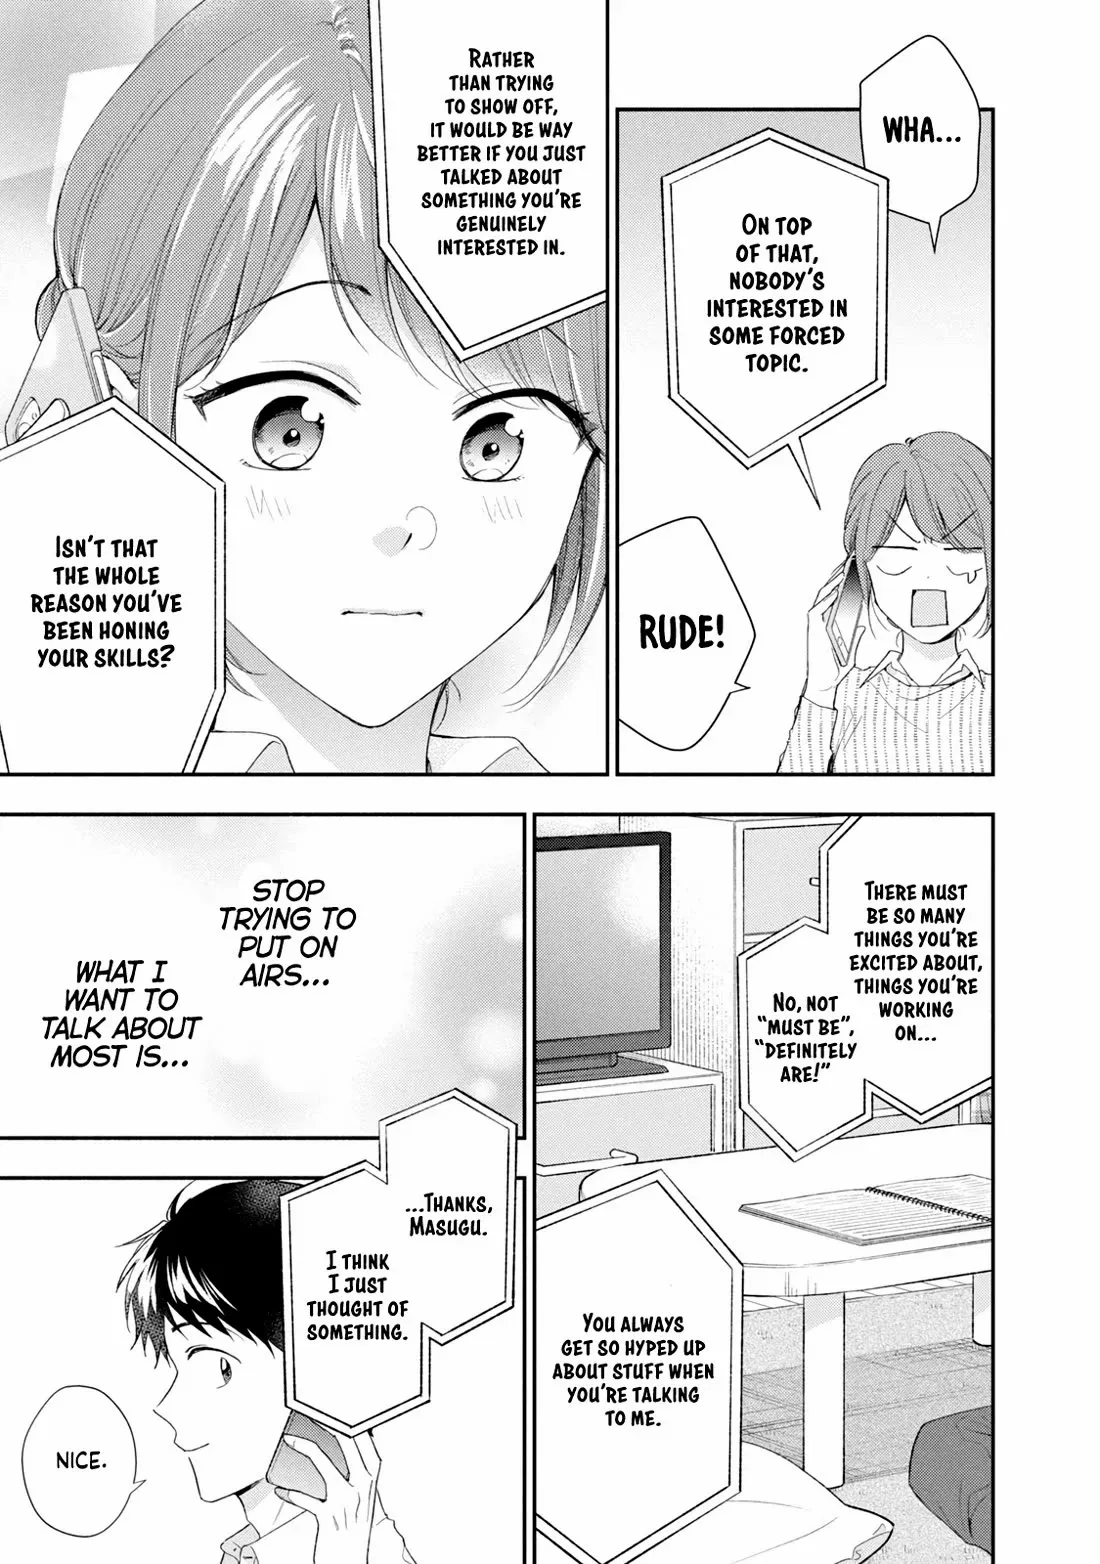 WHA...
ON TOP
OF THAT,
NOBODY'S
INTERESTED IN
SOME FORCED
TOPIC.
RUDE!
RATHER
THAN TRYING
TO SHOW OFF,
IT WOULD BE WAY
BETTER IF YOU JUST
TALKED ABOUT
SOMETHING YOU'RE
GENUINELY
INTERESTED IN.
ISN'T THAT
THE WHOLE
REASON YOU'VE
BEEN HONING
YOUR SKILLS?
THERE MUST
BE SO MANY
THINGS YOU'RE
EXCITED ABOUT,
THINGS YOU'RE
WORKING
ON...
NO, NOT
"MUST BE",
"DEFINITELY
ARE!"
YOU ALWAYS
GET SO HYPED UP
ABOUT STUFF WHEN
YOU'RE TALKING
TO ME.
STOP
TRYING TO
PUT ON
AIRS...
WHAT I
WANT TO
TALK ABOUT
MOST IS...
...THANKS,
MASUGU.
I THINK
I JUST
THOUGHT OF
SOMETHING.
NICE.